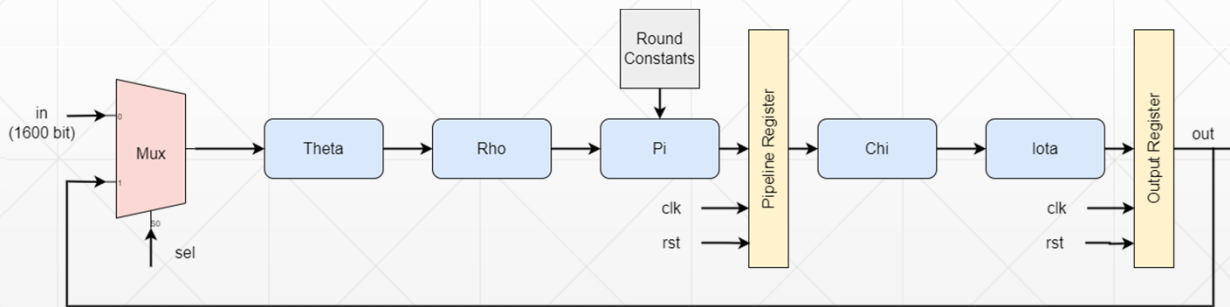 Round
Constants
in
(1600 bit)
0
Mux
1
S0
sel
Theta
Rho
Pi
Pipeline Register
clk
rst
Chi
Iota
Output Register
clk
rst
out